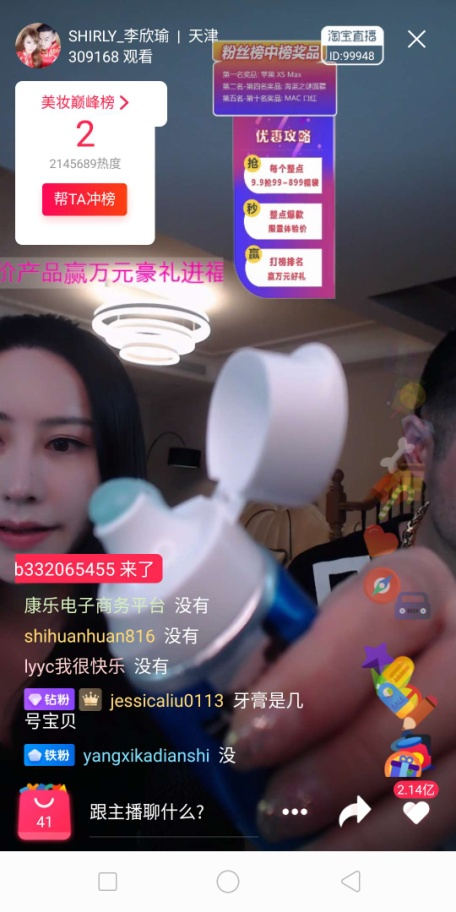 SHIRLY_李欣瑜 | 天津
309168 观看
淘宝直播
ID:99948
粉丝榜中榜奖品
第一名奖品: 苹果 XS Max
第二名-第四名奖品: 海蓝之谜面霜
第五名-第十名奖品: MAC 口红
美妆巅峰榜
2
2145689热度
帮TA冲榜
优惠攻略
抢
每个整点
9.9抢99-899福袋
秒
整点爆款
限量体验价
赢
打榜排名
赢万元好礼
价产品赢万元豪礼进福
b332065455 来了
康乐电子商务平台 没有
shihuanhuan816 没有
lyyc我很快乐 没有
钻粉 jessicaliu0113 牙膏是几
号宝贝
铁粉 yangxikadianshi 没
2.14亿
41
跟主播聊什么?